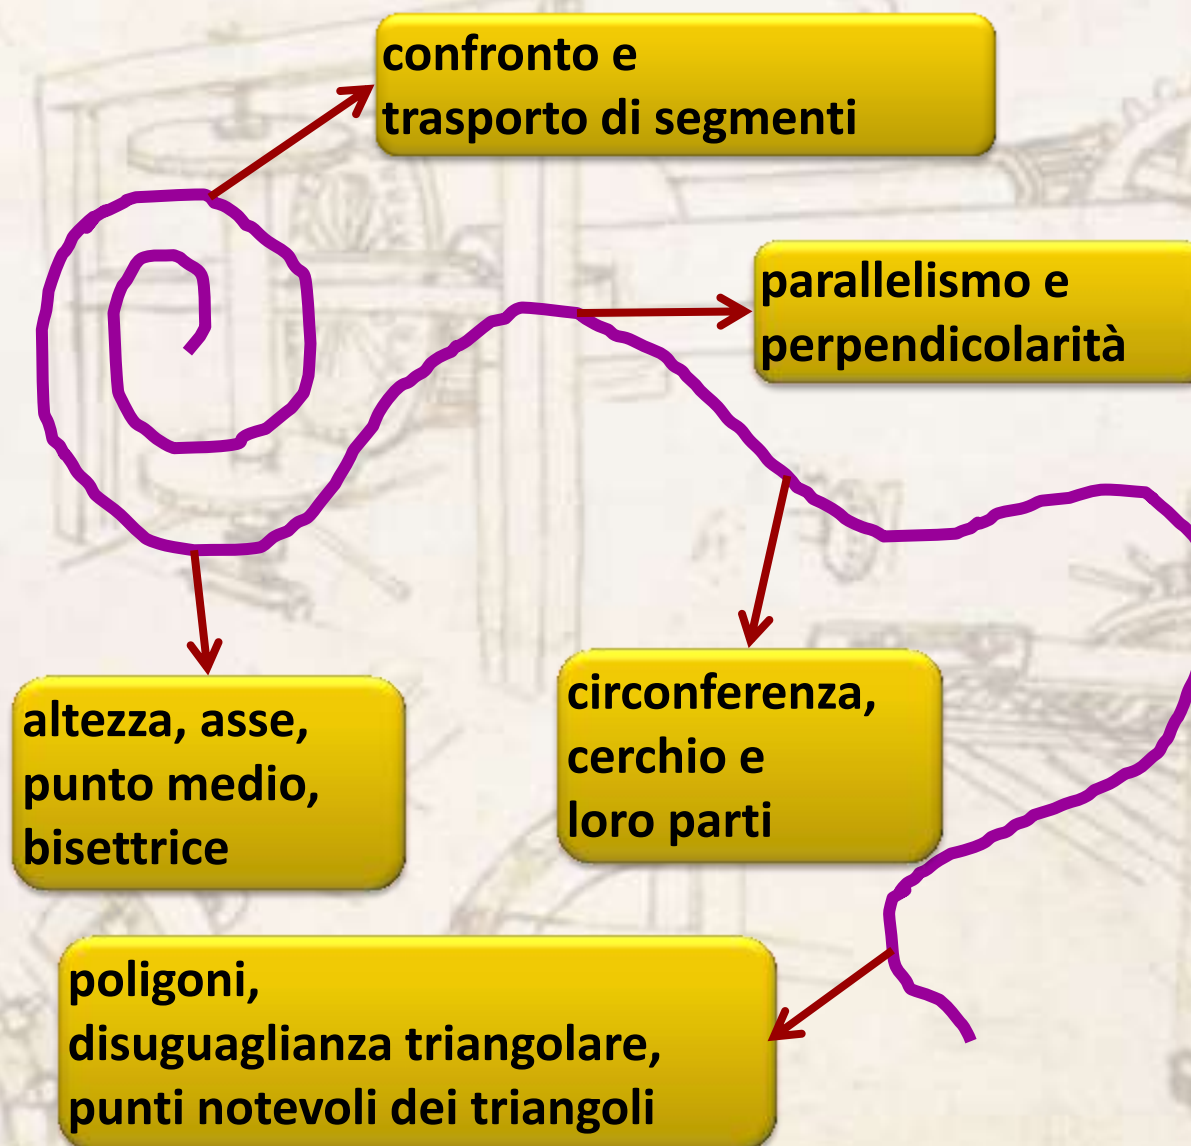 confronto e
trasporto di segmenti
parallelismo e
perpendicolarità
altezza, asse,
punto medio,
bisettrice
circonferenza,
cerchio e
loro parti
poligoni,
disuguaglianza triangolare,
punti notevoli dei triangoli